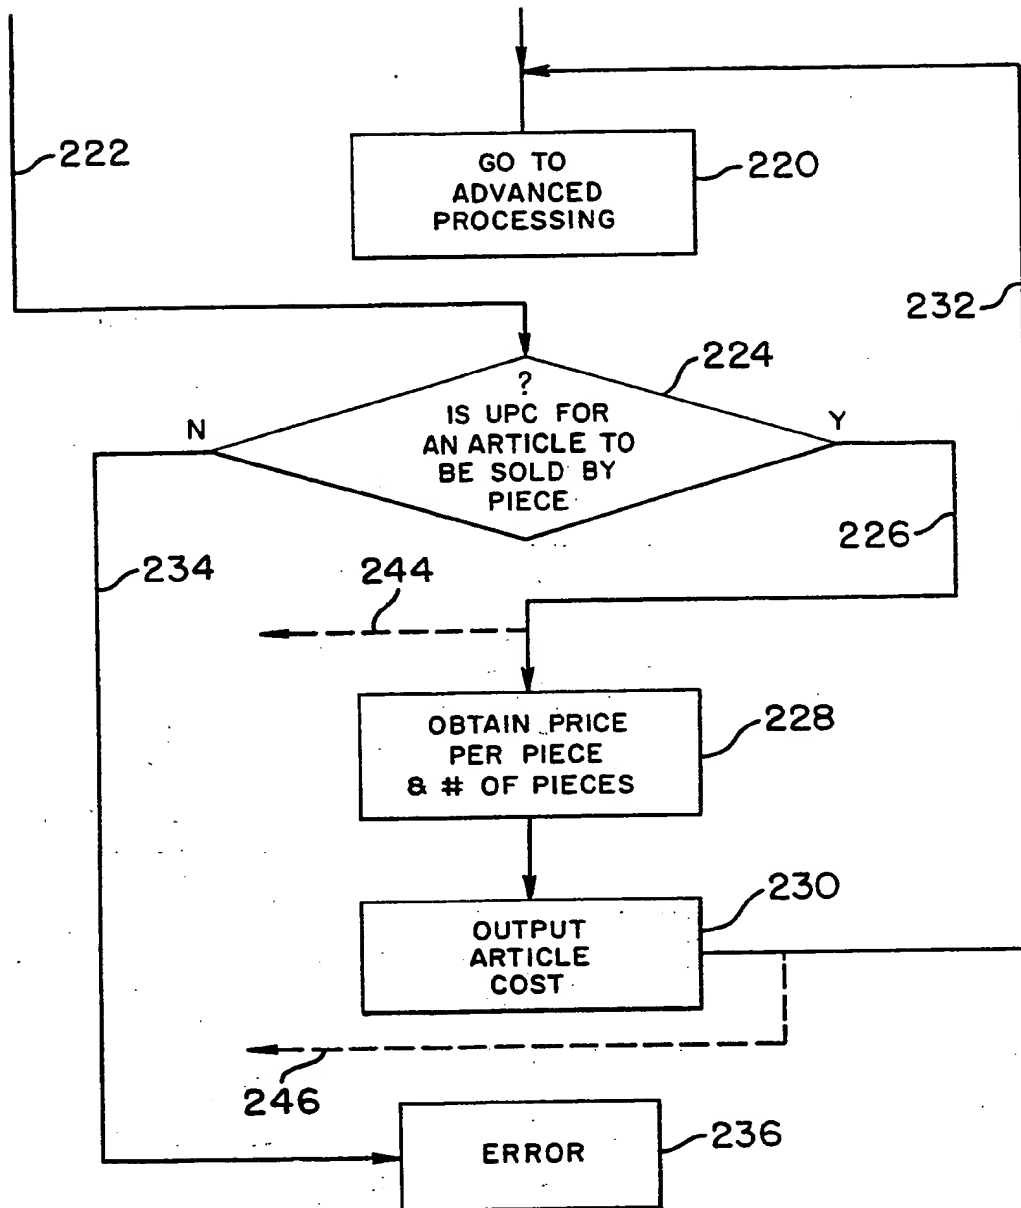 222
GO TO
ADVANCED
PROCESSING
220
232
224
?
IS UPC FOR
AN ARTICLE TO
BE SOLD BY
PIECE
N
Y
226
234
244
OBTAIN PRICE
PER PIECE
& # OF PIECES
228
230
OUTPUT
ARTICLE
COST
246
ERROR
236